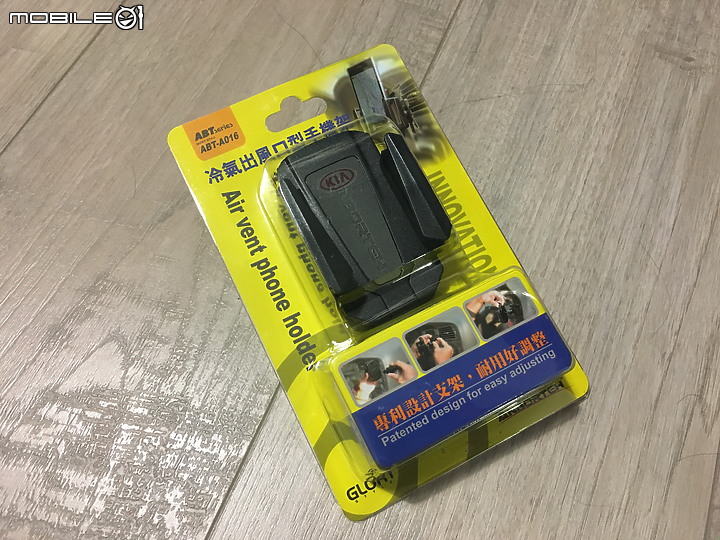 MOBILE01
ABT series
ABT-A016
冷氣出風口型手機架
Air vent phone holder
KIA
INNOVATION
專利設計支架，耐用好調整
Patented design for easy adjusting